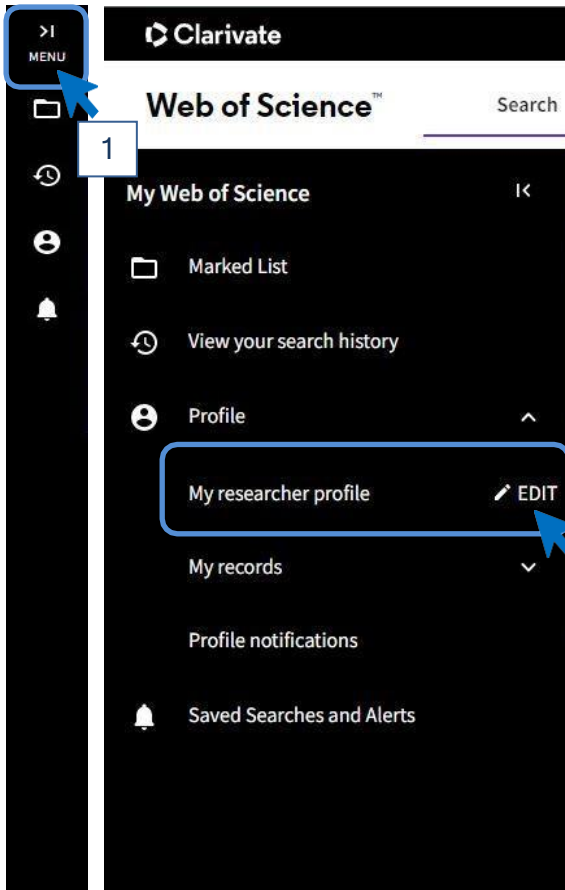 >I
MENU
1
Clarivate
Web of Science™
Search
My Web of Science
Marked List
View your search history
Profile
My researcher profile
EDIT
My records
Profile notifications
Saved Searches and Alerts